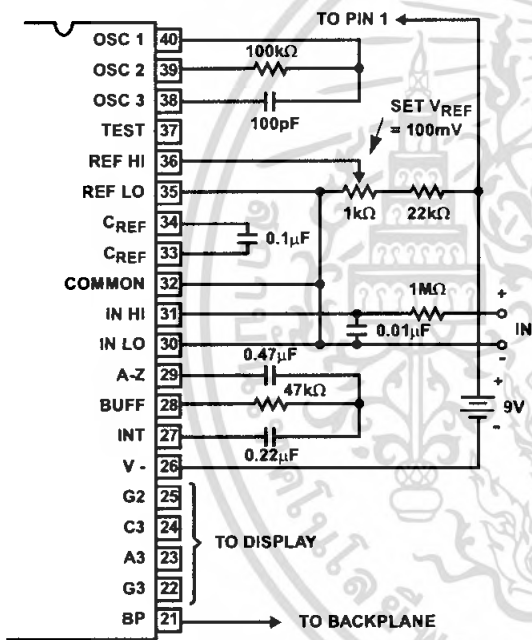 TO PIN 1
OSC 1 40
100kΩ
OSC 2 39
OSC 3 38
100pF
SET VREF
= 100mV
TEST 37
REF HI 36
REF LO 35
1kΩ 22kΩ
CREF 34
0.1µF
CREF 33
COMMON 32
1MΩ
+
IN HI 31
0.01µF
IN
IN LO 30
-
0.47µF
A-Z 29
47kΩ
+
BUFF 28
9V
-
INT 27
0.22µF
V - 26
G2 25
C3 24
TO DISPLAY
A3 23
G3 22
BP 21
TO BACKPLANE